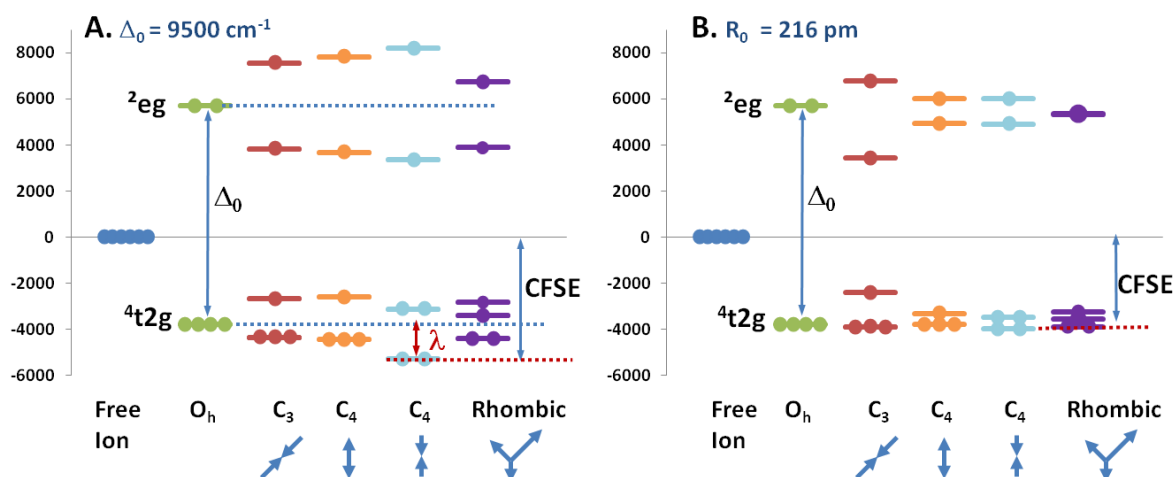 A. Δ₀ = 9500 cm⁻¹
8000
6000
4000
2000
0
-2000
-4000
-6000
²eg
Δ₀
⁴t2g
CFSE
λ
Free
Ion
Oₕ
C₃
C₄
C₄
Rhombic
B. R₀ = 216 pm
8000
6000
4000
2000
0
-2000
-4000
-6000
²eg
Δ₀
⁴t2g
CFSE
Free
Ion
Oₕ
C₃
C₄
C₄
Rhombic